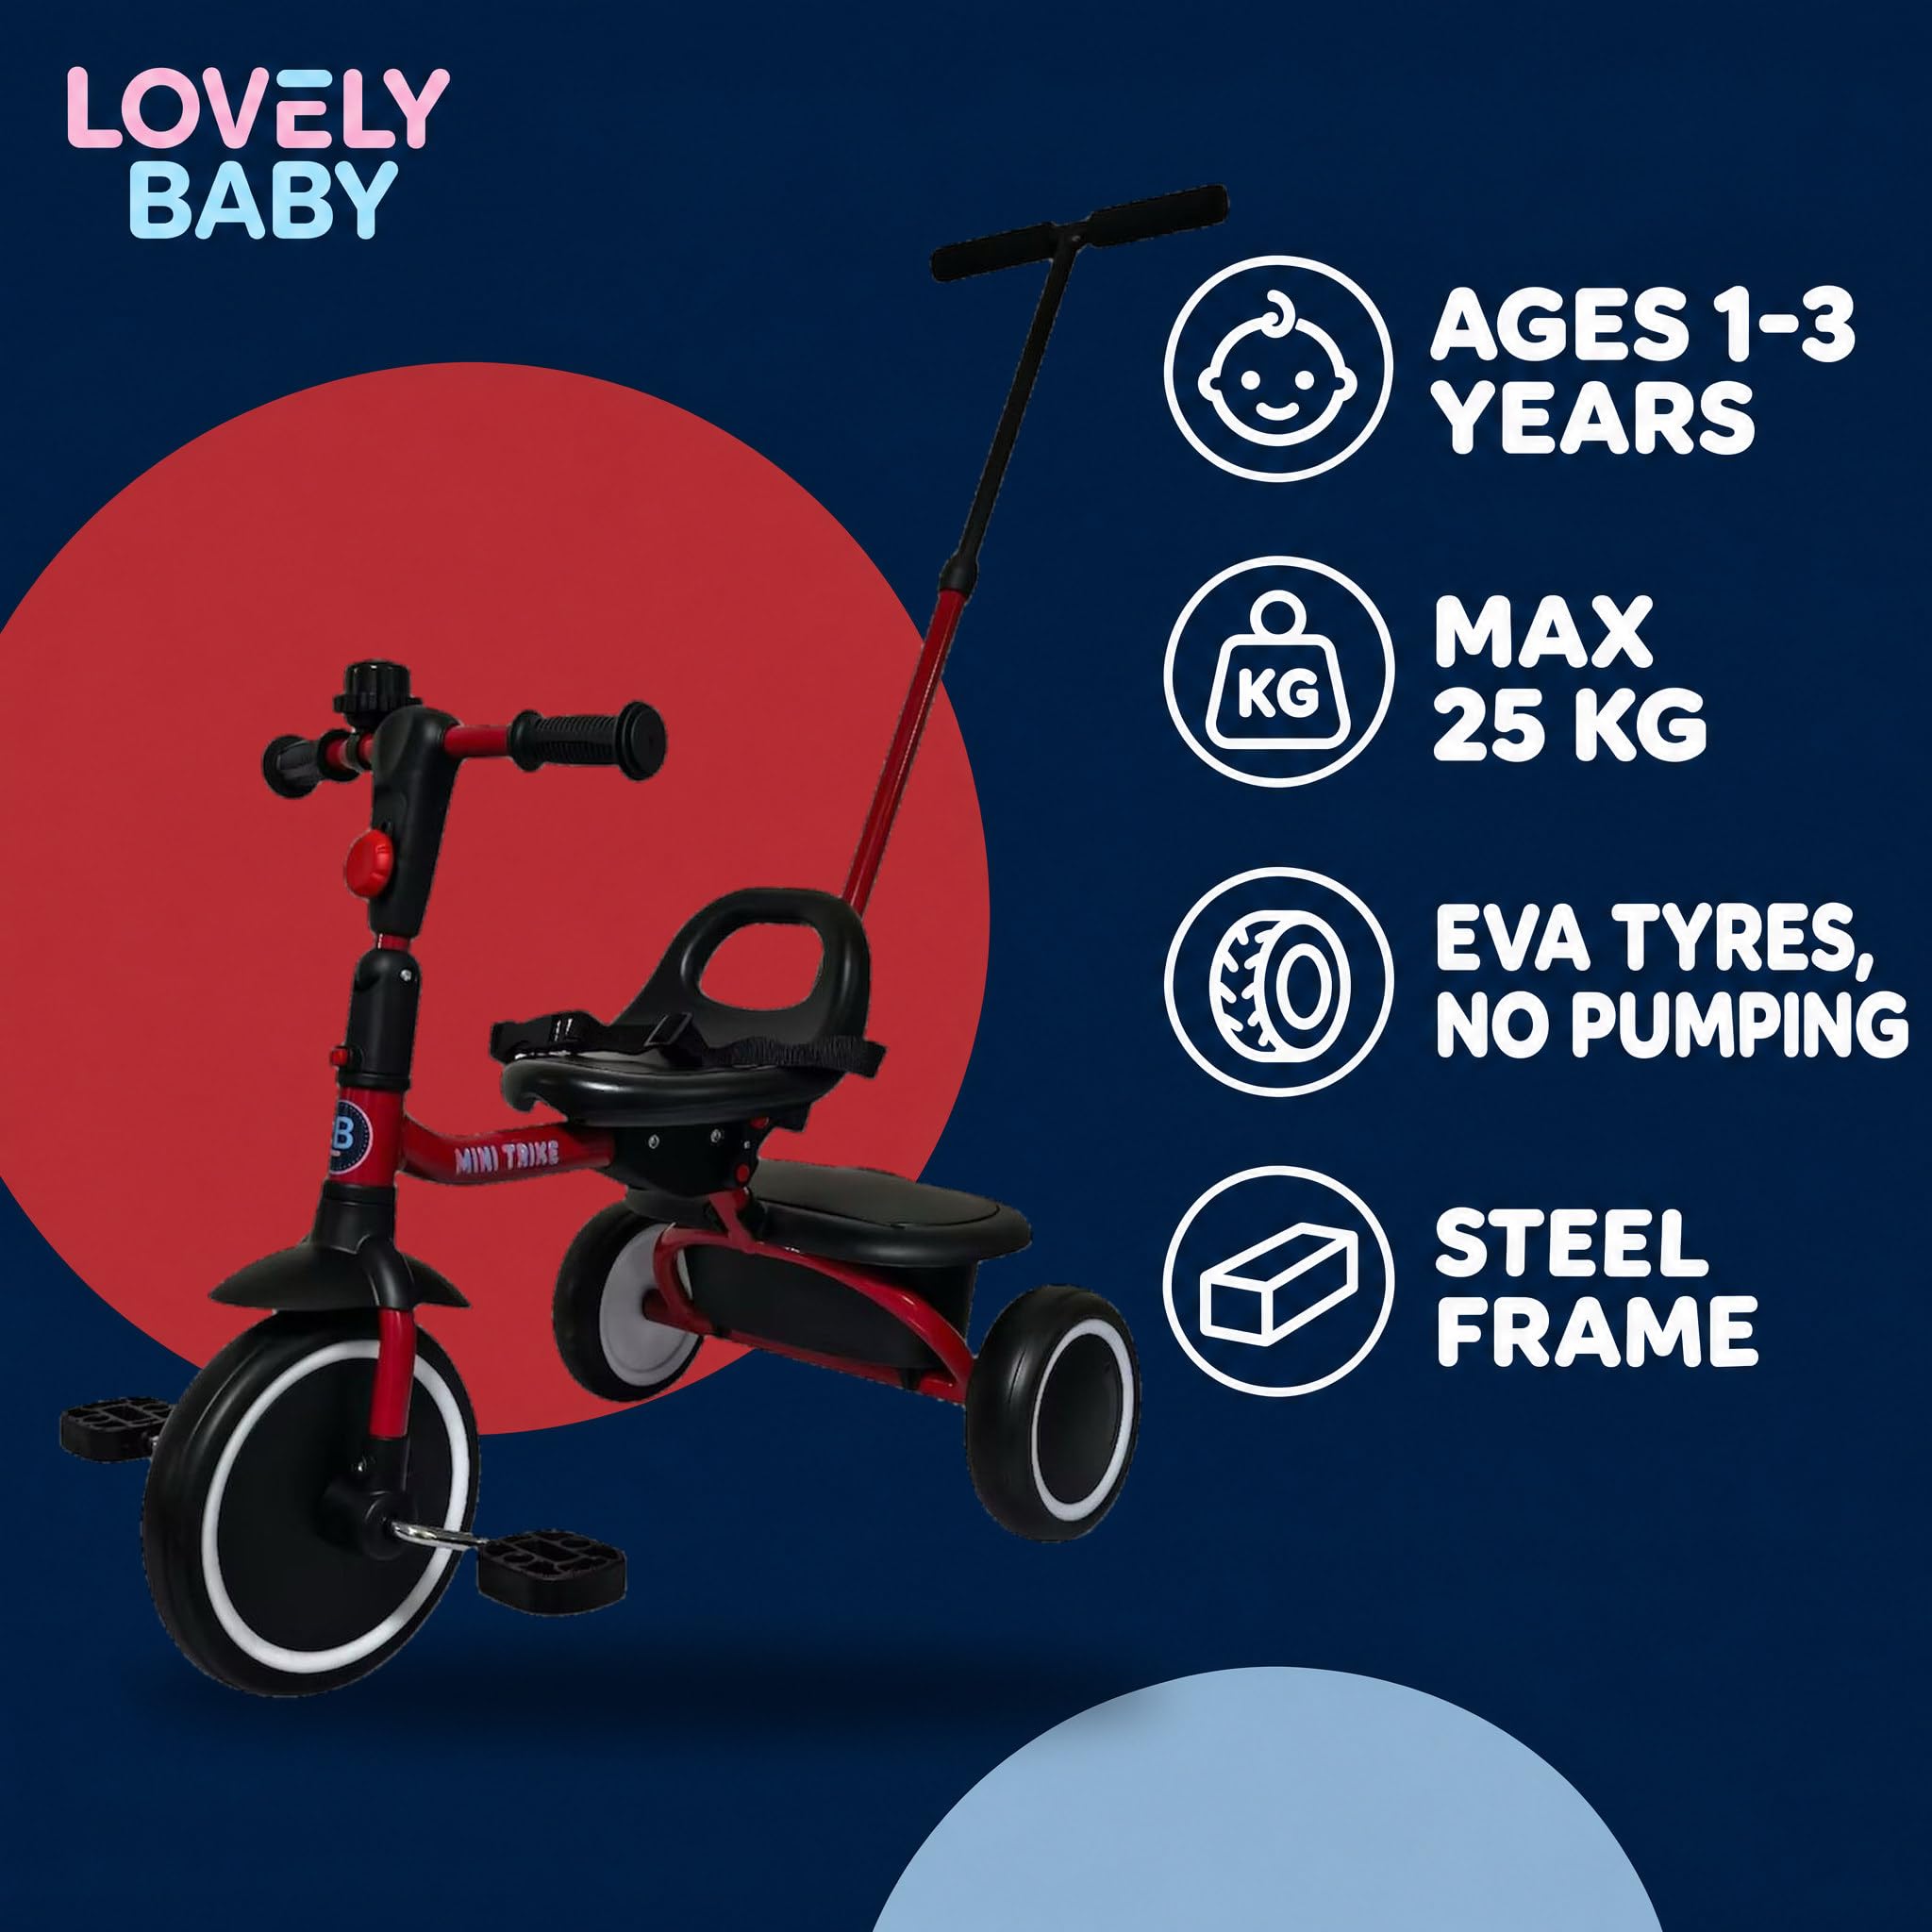 LOVELY
BABY
AGES 1-3
YEARS
KG
MAX
25 KG
EVA TYRES,
NO PUMPING
STEEL
FRAME
MINI TRIKE